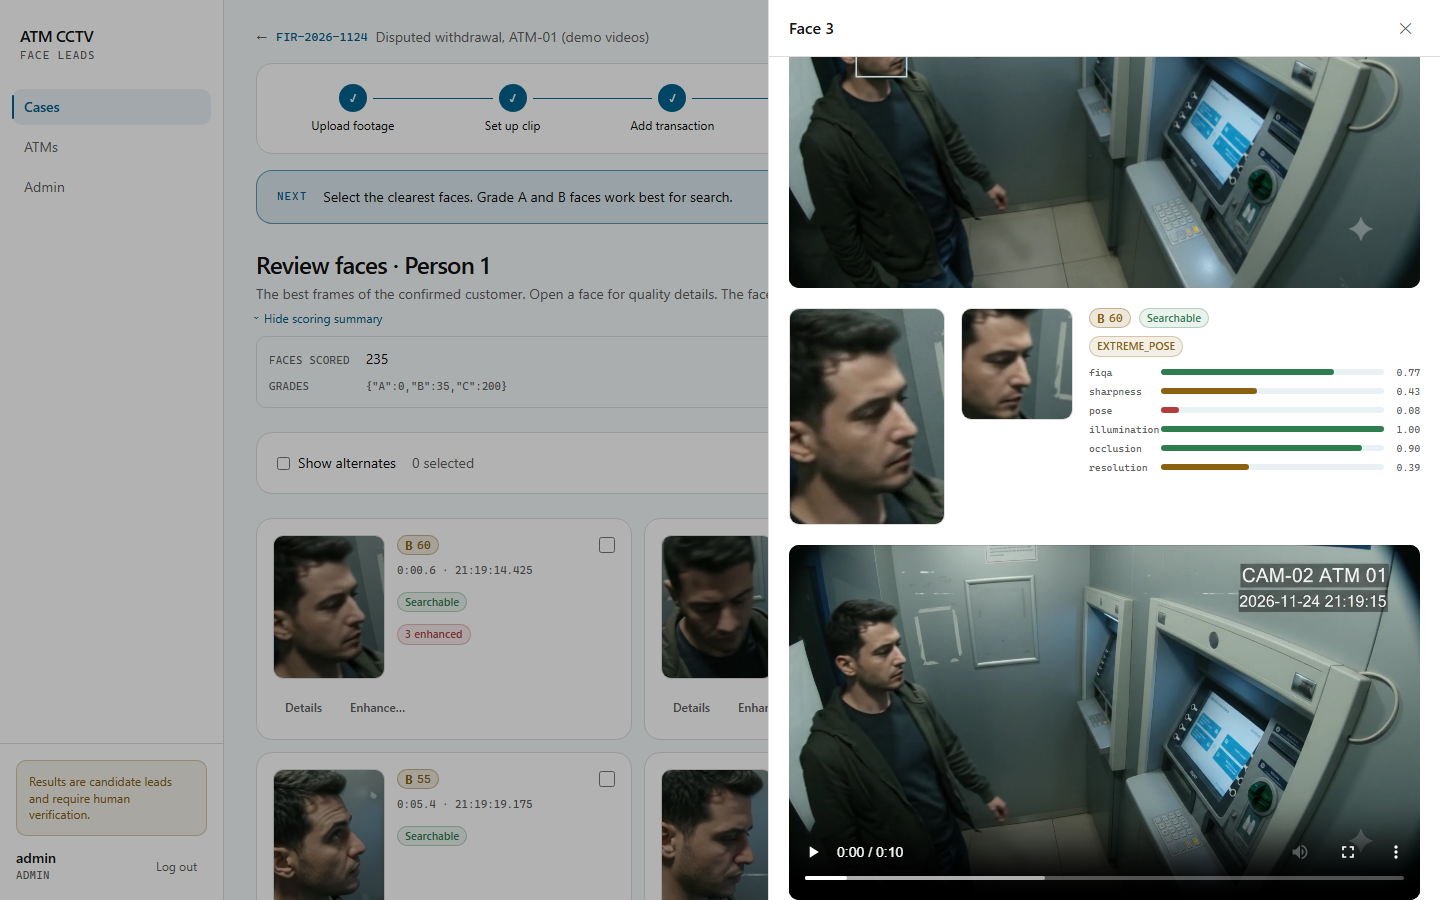 ATM CCTV
FACE LEADS
Cases
ATMs
Admin
Results are candidate leads
and require human
verification.
admin
ADMIN
Log out
← FIR-2026-1124 Disputed withdrawal, ATM-01 (demo videos)
Upload footage
Set up clip
Add transaction
NEXT Select the clearest faces. Grade A and B faces work best for search.
Review faces · Person 1
The best frames of the confirmed customer. Open a face for quality details. The face
Hide scoring summary
FACES SCORED 235
GRADES {"A":0,"B":35,"C":200}
Show alternates 0 selected
B 60
0:00.6 · 21:19:14.425
Searchable
3 enhanced
Details Enhance...
Details Enhan
B 55
0:05.4 · 21:19:19.175
Searchable
Face 3
B 60 Searchable
EXTREME_POSE
fiqa 0.77
sharpness 0.43
pose 0.08
illumination 1.00
occlusion 0.90
resolution 0.39
CAM-02 ATM 01
2026-11-24 21:19:15
0:00 / 0:10